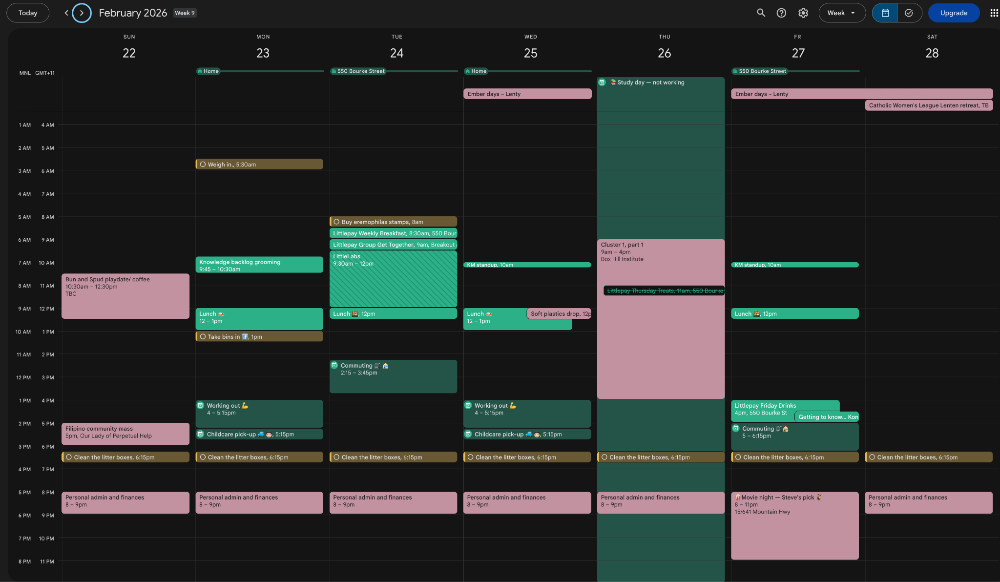 Today
February 2026
Week 9
Week
Upgrade
SUN
MON
TUE
WED
THU
FRI
SAT
22
23
24
25
26
27
28
MNL GMT+11
Home
550 Bourke Street
Home
550 Bourke Street
Study day — not working
Ember days ~ Lenty
Ember days ~ Lenty
Catholic Women's League Lenten retreat, TB
1 AM 4 AM
2 AM 5 AM
3 AM 6 AM
4 AM 7 AM
5 AM 8 AM
6 AM 9 AM
7 AM 10 AM
8 AM 11 AM
9 AM 12 PM
10 AM 1 PM
11 AM 2 PM
12 PM 3 PM
1 PM 4 PM
2 PM 5 PM
3 PM 6 PM
4 PM 7 PM
5 PM 8 PM
6 PM 9 PM
7 PM 10 PM
8 PM 11 PM
Bun and Spud playdate/ coffee
10:30am – 12:30pm
TBC
Filipino community mass
5pm, Our Lady of Perpetual Help
Clean the litter boxes, 6:15pm
Personal admin and finances
8 – 9pm
Weigh in., 5:30am
Knowledge backlog grooming
9:45 – 10:30am
Lunch
12 – 1pm
Take bins in, 1pm
Working out
4 – 5:15pm
Childcare pick-up, 5:15pm
Clean the litter boxes, 6:15pm
Personal admin and finances
8 – 9pm
Buy eremophilas stamps, 8am
Littlepay Weekly Breakfast, 8:30am, 550 Bour
Littlepay Group Get Together, 9am, Breakout
LittleLabs
9:30am – 12pm
Lunch, 12pm
Commuting
2:15 – 3:45pm
Clean the litter boxes, 6:15pm
Personal admin and finances
8 – 9pm
KM standup, 10am
Lunch
12 – 1pm
Soft plastics drop, 12p
Working out
4 – 5:15pm
Childcare pick-up, 5:15pm
Clean the litter boxes, 6:15pm
Personal admin and finances
8 – 9pm
Cluster 1, part 1
9am – 4pm
Box Hill Institute
Littlepay Thursday Treats, 11am, 550 Bourke
Clean the litter boxes, 6:15pm
Personal admin and finances
8 – 9pm
KM standup, 10am
Lunch, 12pm
Littlepay Friday Drinks
4pm, 550 Bourke St
Getting to know... Kon
Commuting
5 – 6:15pm
Clean the litter boxes, 6:15pm
Movie night — Steve's pick
8 – 11pm
15/641 Mountain Hwy
Clean the litter boxes, 6:15pm
Personal admin and finances
8 – 9pm